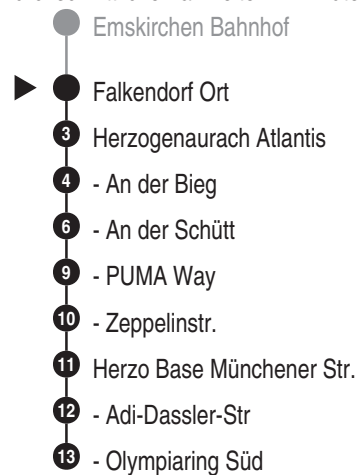 Emskirchen Bahnhof
Falkendorf Ort
3 Herzogenaurach Atlantis
4 - An der Bieg
6 - An der Schütt
9 - PUMA Way
10 - Zeppelinstr.
11 Herzo Base Münchener Str.
12 - Adi-Dassler-Str
13 - Olympiaring Süd